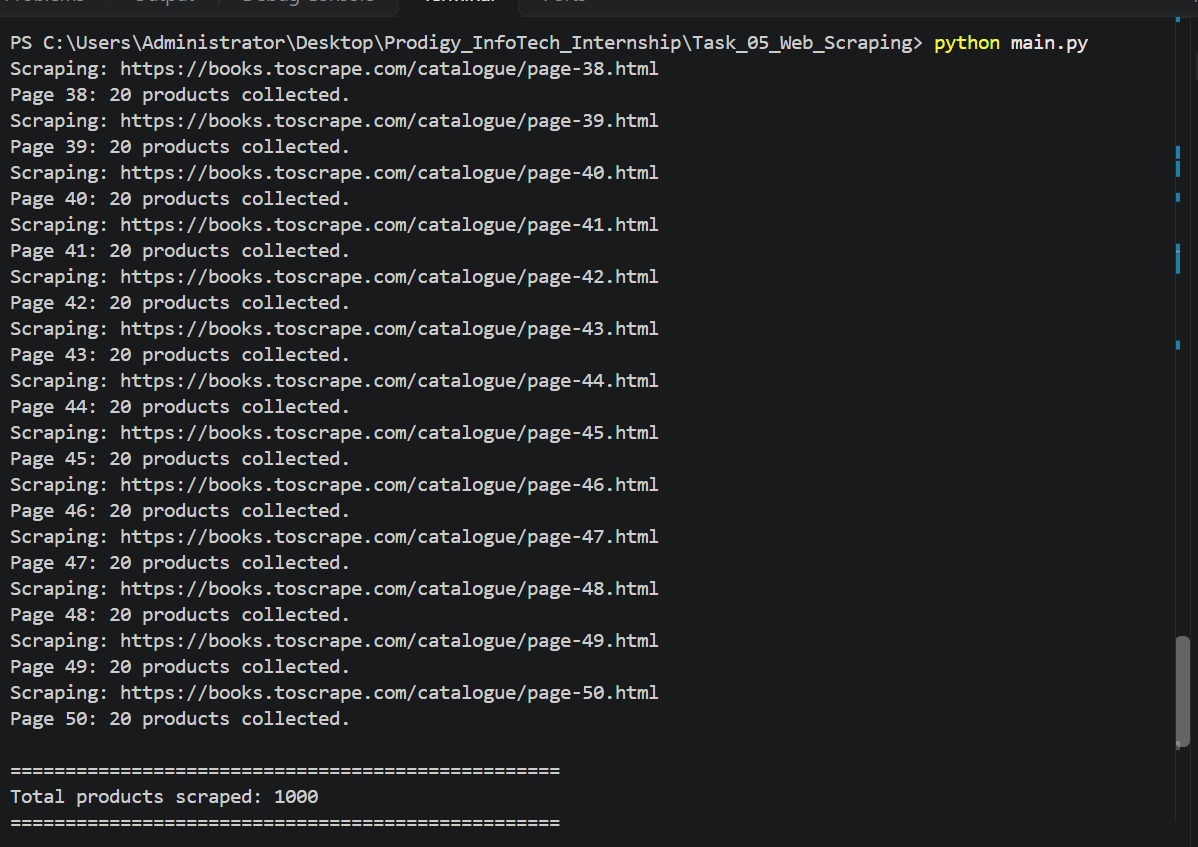 Problems Output Debug Console Terminal Ports
PS C:\Users\Administrator\Desktop\Prodigy_InfoTech_Internship\Task_05_Web_Scraping> python main.py
Scraping: https://books.toscrape.com/catalogue/page-38.html
Page 38: 20 products collected.
Scraping: https://books.toscrape.com/catalogue/page-39.html
Page 39: 20 products collected.
Scraping: https://books.toscrape.com/catalogue/page-40.html
Page 40: 20 products collected.
Scraping: https://books.toscrape.com/catalogue/page-41.html
Page 41: 20 products collected.
Scraping: https://books.toscrape.com/catalogue/page-42.html
Page 42: 20 products collected.
Scraping: https://books.toscrape.com/catalogue/page-43.html
Page 43: 20 products collected.
Scraping: https://books.toscrape.com/catalogue/page-44.html
Page 44: 20 products collected.
Scraping: https://books.toscrape.com/catalogue/page-45.html
Page 45: 20 products collected.
Scraping: https://books.toscrape.com/catalogue/page-46.html
Page 46: 20 products collected.
Scraping: https://books.toscrape.com/catalogue/page-47.html
Page 47: 20 products collected.
Scraping: https://books.toscrape.com/catalogue/page-48.html
Page 48: 20 products collected.
Scraping: https://books.toscrape.com/catalogue/page-49.html
Page 49: 20 products collected.
Scraping: https://books.toscrape.com/catalogue/page-50.html
Page 50: 20 products collected.
==================================================
Total products scraped: 1000
==================================================